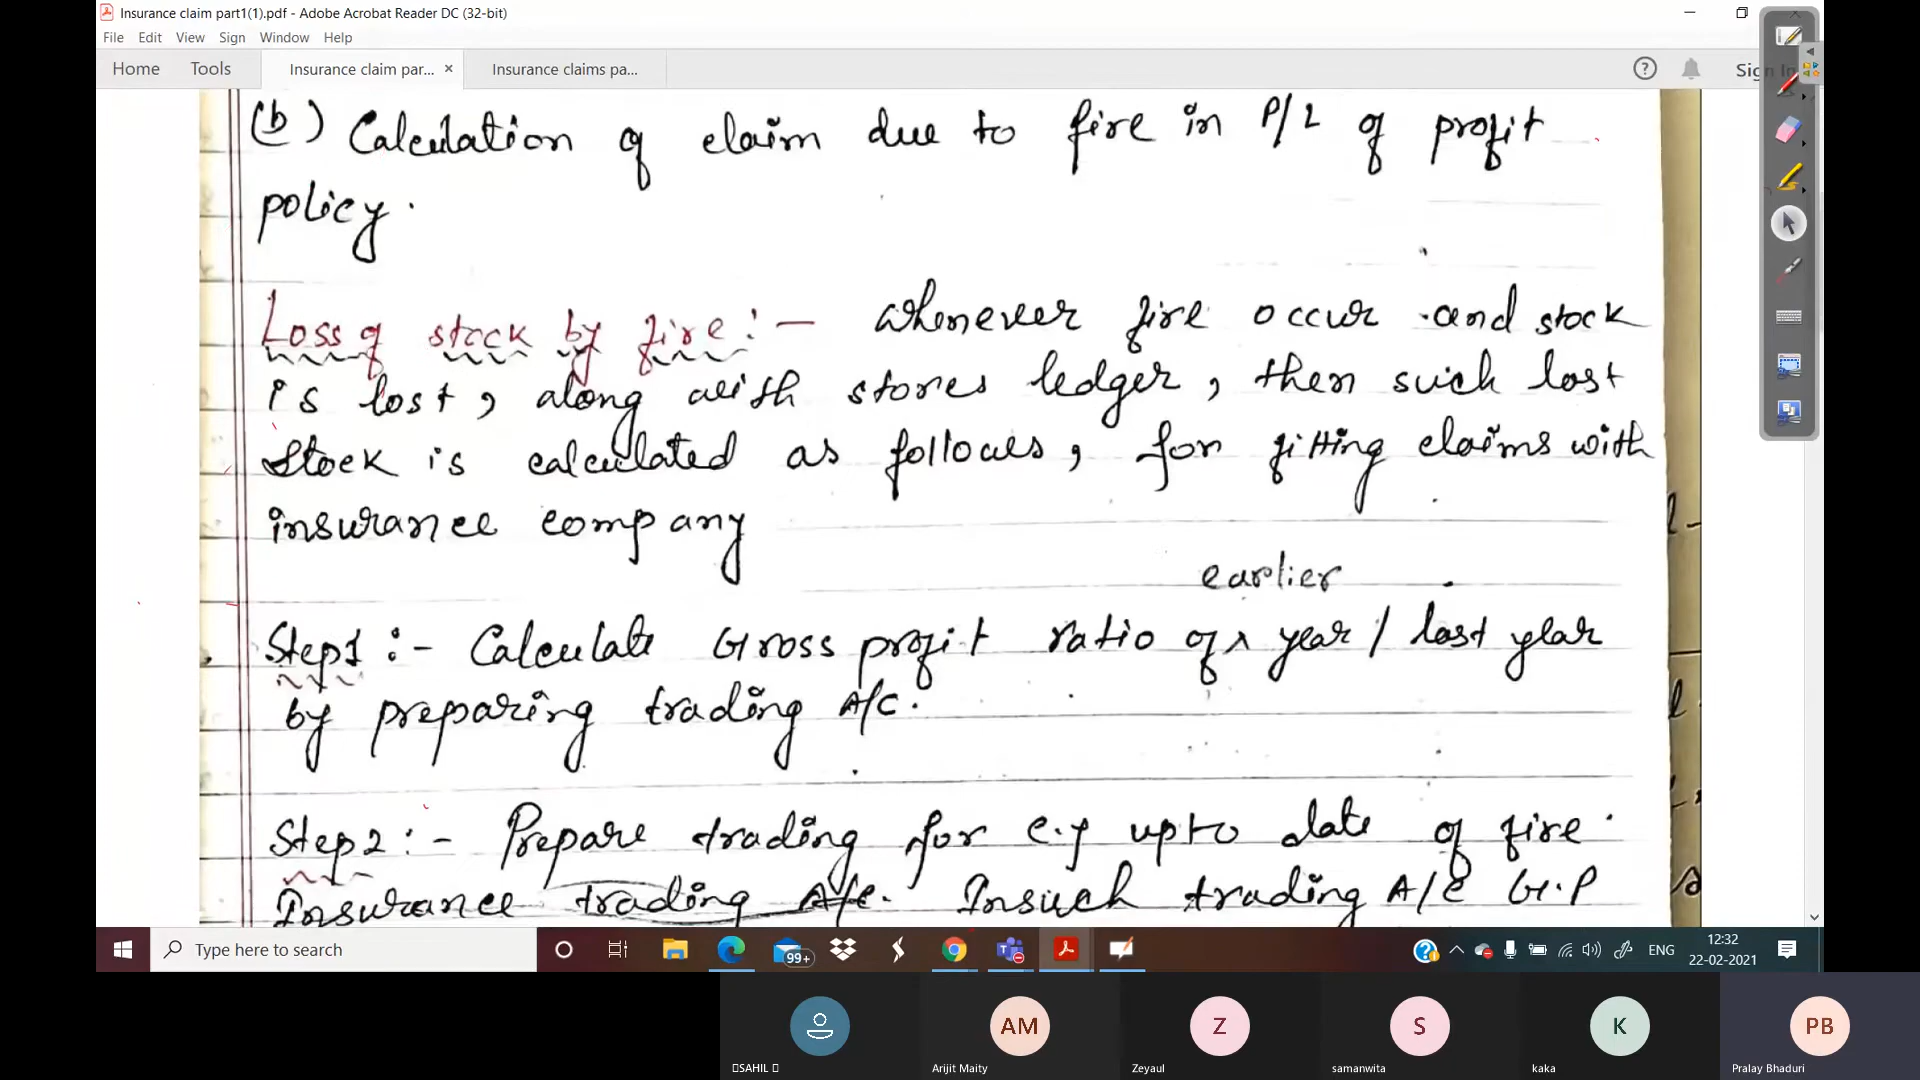 Insurance claim part1(1).pdf - Adobe Acrobat Reader DC (32-bit)
File Edit View Sign Window Help
Home Tools Insurance claim par... × Insurance claims pa... Sign In
(b) Calculation of claim due to fire in P/L of profit
policy.
Loss of stock by fire :- whenever fire occur and stock
is lost, along with stores ledger, then such lost
stock is calculated as follows, for fitting claims with
insurance company
earlier
Step1 :- Calculate Gross profit ratio of ^ year / last year
by preparing trading A/C.
Step2 :- Prepare trading for c.y upto date of fire.
Insurance trading A/c. Insuch trading A/C G.P
Type here to search
99+
ENG
12:32
22-02-2021
AM Z S K PB
SAHIL Arijit Maity Zeyaul samanwita kaka Pralay Bhaduri